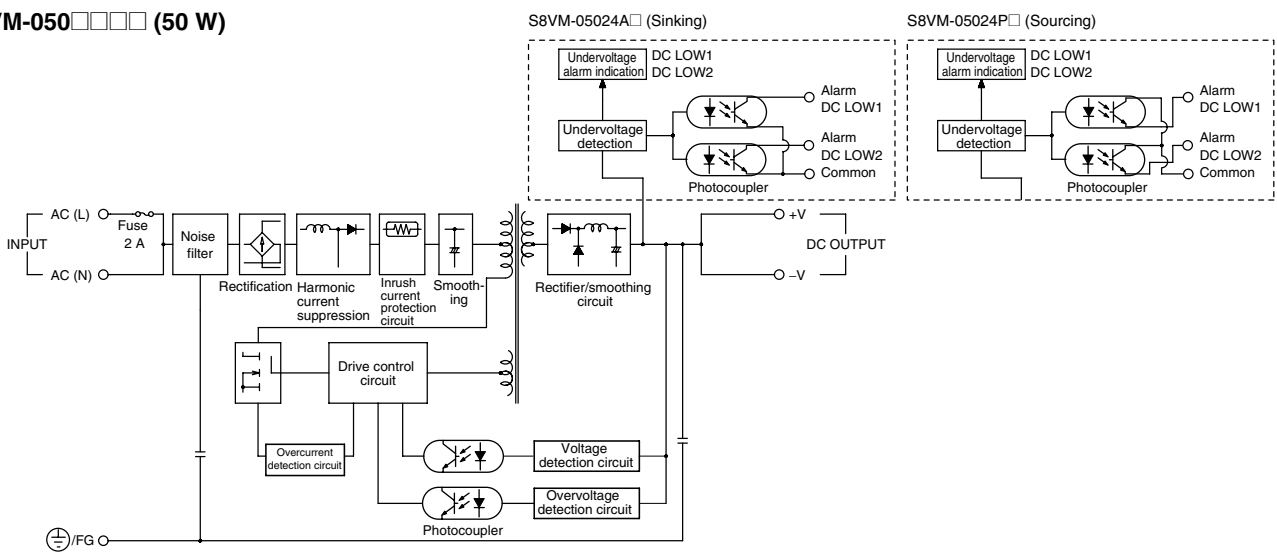 VM-050□□□□ (50 W)
S8VM-05024A□ (Sinking)
Undervoltage
alarm indication
DC LOW1
DC LOW2
Undervoltage
detection
Alarm
DC LOW1
Alarm
DC LOW2
Common
Photocoupler
S8VM-05024P□ (Sourcing)
Undervoltage
alarm indication
DC LOW1
DC LOW2
Undervoltage
detection
Alarm
DC LOW1
Alarm
DC LOW2
Common
Photocoupler
INPUT
AC (L)
AC (N)
Fuse
2 A
Noise
filter
Rectification
Harmonic
current
suppression
Inrush
current
protection
circuit
Smooth-
ing
Rectifier/smoothing
circuit
+V
−V
DC OUTPUT
Drive control
circuit
Overcurrent
detection circuit
Voltage
detection circuit
Overvoltage
detection circuit
Photocoupler
/FG